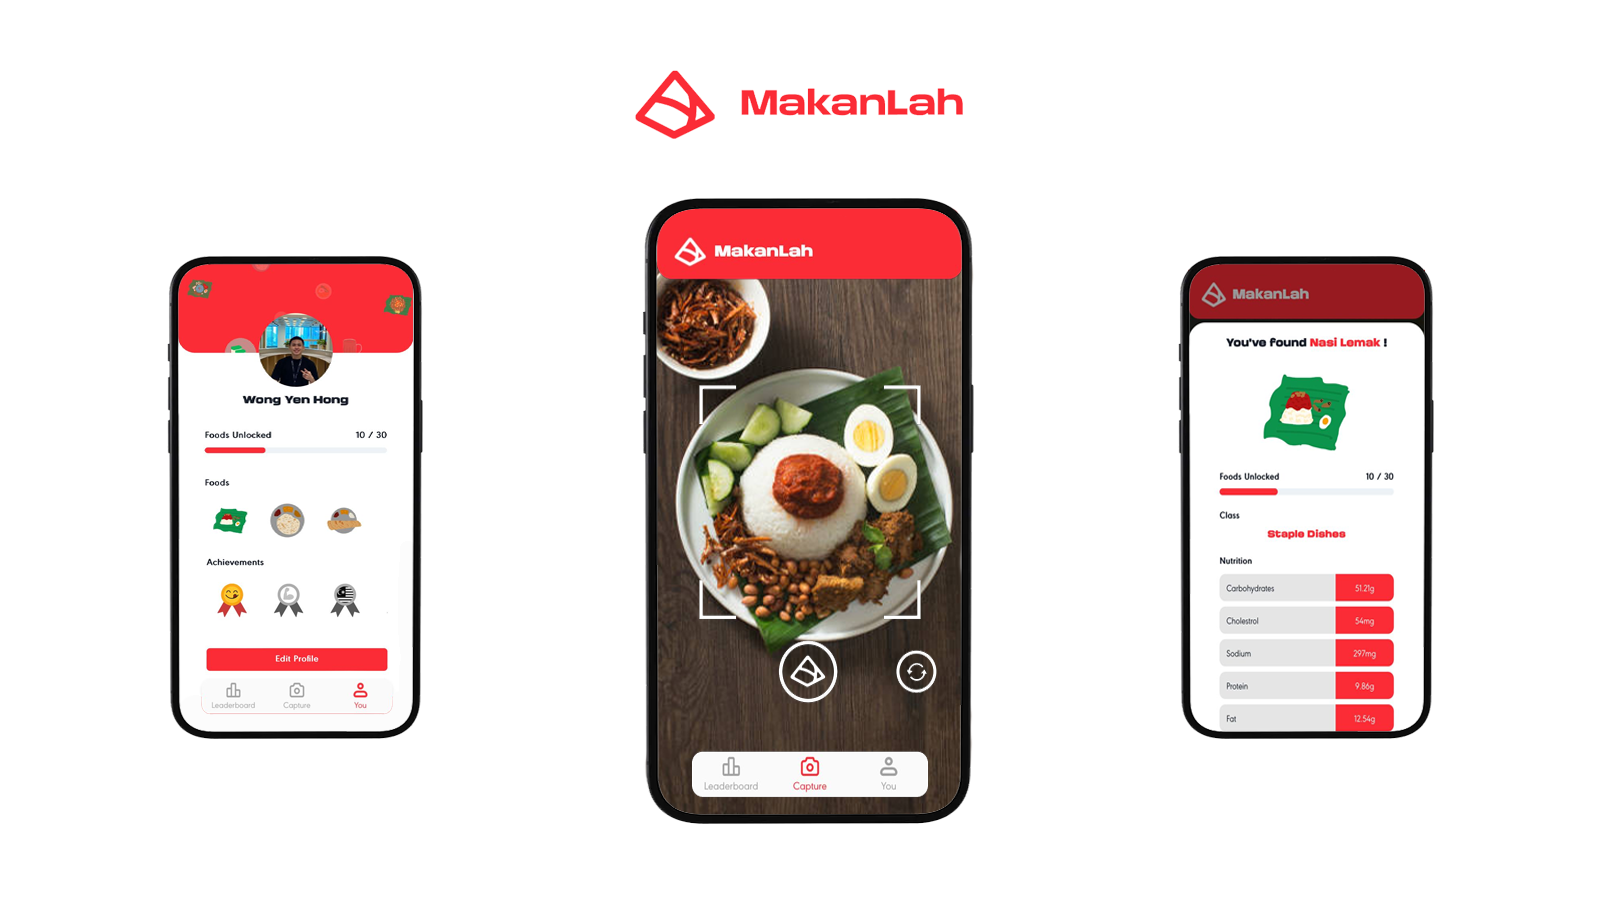 MakanLah
Wong Yen Hong
Foods Unlocked 10 / 30
Foods
Achievements
Edit Profile
Leaderboard Capture You
MakanLah
Leaderboard Capture You
MakanLah
You've found Nasi Lemak !
Foods Unlocked 10 / 30
Class
Staple Dishes
Nutrition
Carbohydrates 51.21g
Cholestrol 54mg
Sodium 297mg
Protein 9.86g
Fat 12.54g